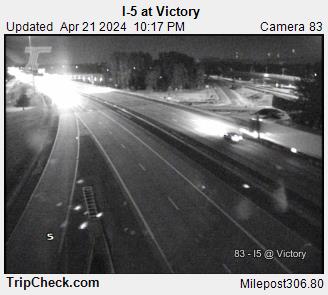 I-5 at Victory
Updated Apr 21 2024 10:17 PM Camera 83
T
S
83 - I5 @ Victory
TripCheck.com Milepost306.80